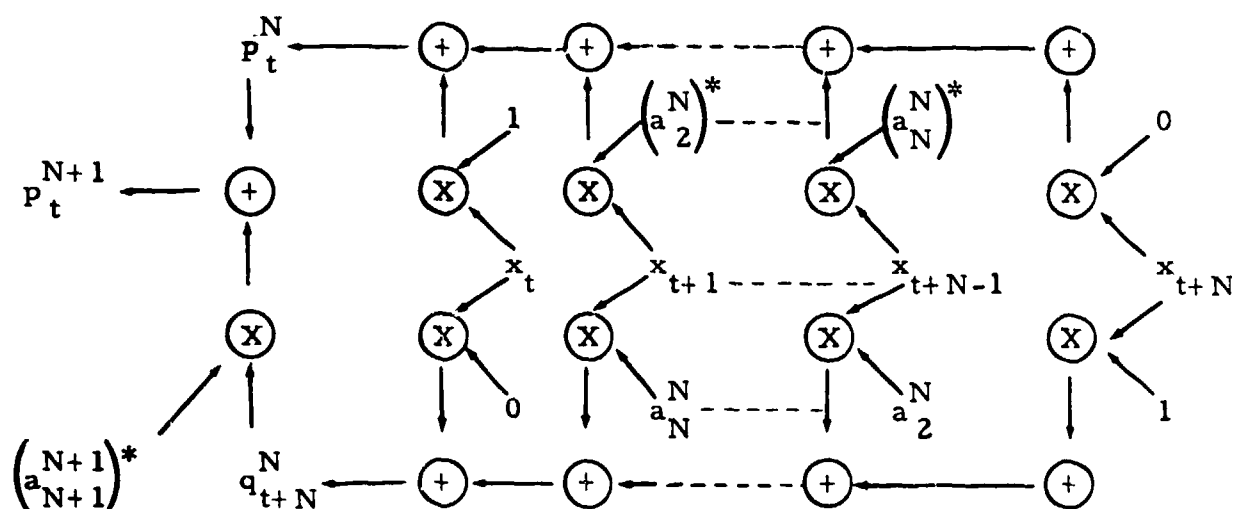 p_t^N + + + +
1 (a_2^N)^* (a_N^N)^* 0
p_t^{N+1} + X X X X
x_t x_{t+1} x_{t+N-1} x_{t+N}
X X X X X
0 a_N^N a_2^N 1
(a_{N+1}^{N+1})^* q_{t+N}^N + + + +